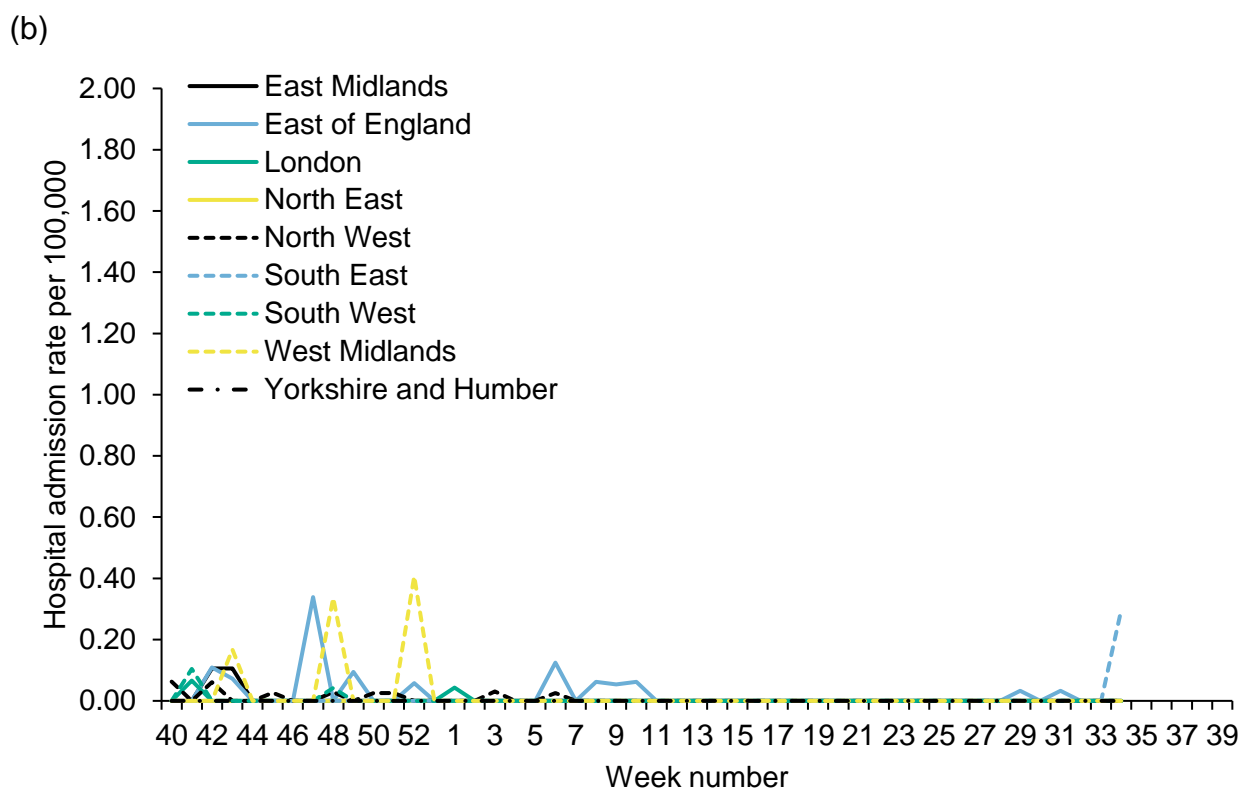 (b)
Hospital admission rate per 100,000
2.00
1.80
1.60
1.40
1.20
1.00
0.80
0.60
0.40
0.20
0.00
East Midlands
East of England
London
North East
North West
South East
South West
West Midlands
Yorkshire and Humber
40 42 44 46 48 50 52 1 3 5 7 9 11 13 15 17 19 21 23 25 27 29 31 33 35 37 39
Week number